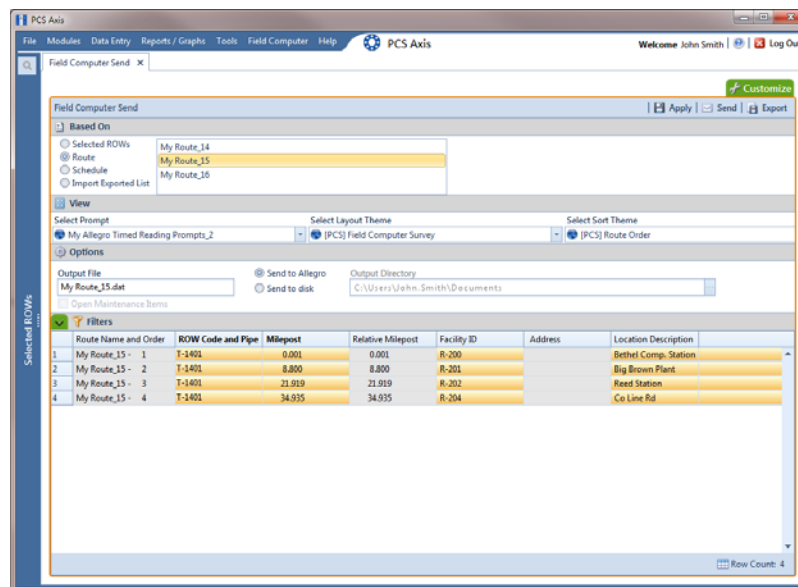 PCS Axis
File Modules Data Entry Reports / Graphs Tools Field Computer Help PCS Axis Welcome John Smith | | Log Ou
Field Computer Send X
Customize
Field Computer Send | Apply | Send | Export
Based On
Selected ROWs
Route
Schedule
Import Exported List
My Route_14
My Route_15
My Route_16
View
Select Prompt Select Layout Theme Select Sort Theme
My Allegro Timed Reading Prompts_2 [PCS] Field Computer Survey [PCS] Route Order
Options
Output File Send to Allegro Output Directory
My Route_15.dat Send to disk C:\Users\John.Smith\Documents
Open Maintenance Items
Filters
Route Name and Order ROW Code and Pipe Milepost Relative Milepost Facility ID Address Location Description
1 My Route_15 - 1 T-1401 0.001 0.001 R-200 Bethel Comp. Station
2 My Route_15 - 2 T-1401 8.800 8.800 R-201 Big Brown Plant
3 My Route_15 - 3 T-1401 21.919 21.919 R-202 Reed Station
4 My Route_15 - 4 T-1401 34.935 34.935 R-204 Co Line Rd
Selected ROWs
Row Count: 4